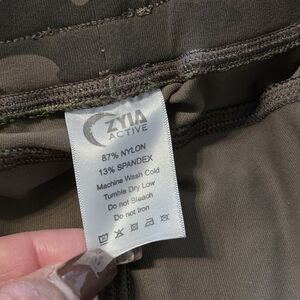 ZYIA
ACTIVE
87% NYLON
13% SPANDEX
Machine Wash Cold
Tumble Dry Low
Do not Bleach
Do not Iron